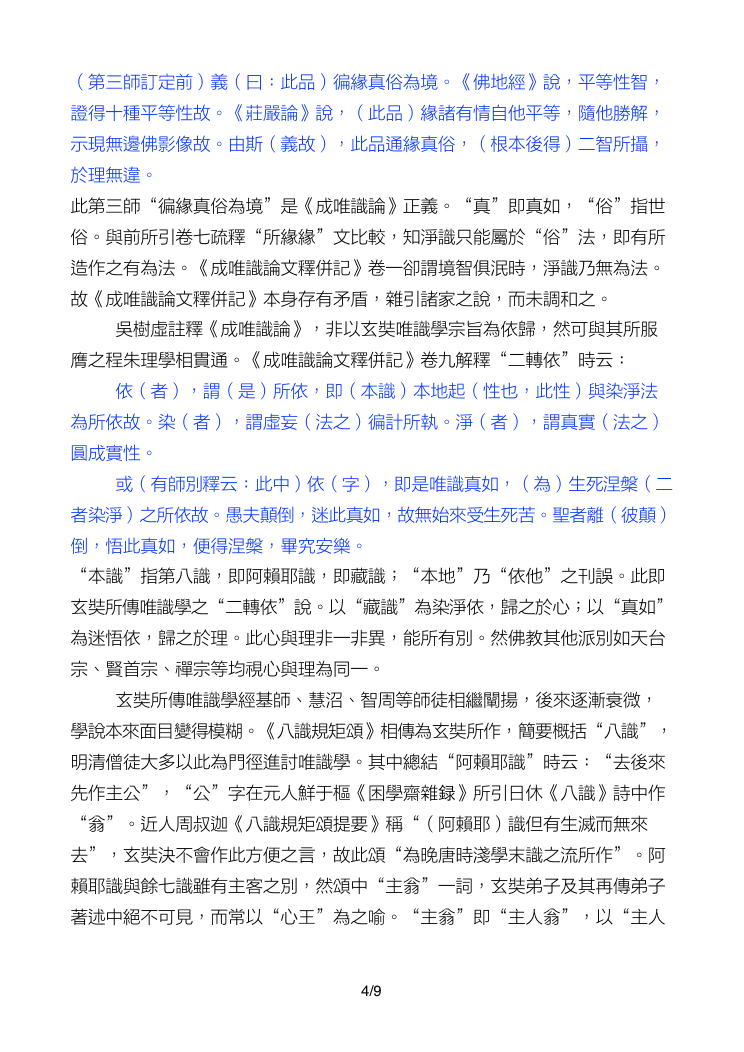 （第三師訂定前）義（曰：此品）徧緣真俗為境。《佛地經》說，平等性智，
證得十種平等性故。《莊嚴論》說，（此品）緣諸有情自他平等，隨他勝解，
示現無邊佛影像故。由斯（義故），此品通緣真俗，（根本後得）二智所攝，
於理無違。
此第三師“徧緣真俗為境”是《成唯識論》正義。“真”即真如，“俗”指世
俗。與前所引卷七疏釋“所緣緣”文比較，知淨識只能屬於“俗”法，即有所
造作之有為法。《成唯識論文釋併記》卷一卻謂境智俱泯時，淨識乃無為法。
故《成唯識論文釋併記》本身存有矛盾，雜引諸家之說，而未調和之。
吳樹虛註釋《成唯識論》，非以玄奘唯識學宗旨為依歸，然可與其所服
膺之程朱理學相貫通。《成唯識論文釋併記》卷九解釋“二轉依”時云：
依（者），謂（是）所依，即（本識）本地起（性也，此性）與染淨法
為所依故。染（者），謂虛妄（法之）徧計所執。淨（者），謂真實（法之）
圓成實性。
或（有師別釋云：此中）依（字），即是唯識真如，（為）生死涅槃（二
者染淨）之所依故。愚夫顛倒，迷此真如，故無始來受生死苦。聖者離（彼顛）
倒，悟此真如，便得涅槃，畢究安樂。
“本識”指第八識，即阿賴耶識，即藏識；“本地”乃“依他”之刊誤。此即
玄奘所傳唯識學之“二轉依”說。以“藏識”為染淨依，歸之於心；以“真如”
為迷悟依，歸之於理。此心與理非一非異，能所有別。然佛教其他派別如天台
宗、賢首宗、禪宗等均視心與理為同一。
玄奘所傳唯識學經基師、慧沼、智周等師徒相繼闡揚，後來逐漸衰微，
學說本來面目變得模糊。《八識規矩頌》相傳為玄奘所作，簡要概括“八識”，
明清僧徒大多以此為門徑進討唯識學。其中總結“阿賴耶識”時云：“去後來
先作主公”，“公”字在元人鮮于樞《困學齋雜録》所引日休《八識》詩中作
“翁”。近人周叔迦《八識規矩頌提要》稱“（阿賴耶）識但有生滅而無來
去”，玄奘決不會作此方便之言，故此頌“為晚唐時淺學末識之流所作”。阿
賴耶識與餘七識雖有主客之別，然頌中“主翁”一詞，玄奘弟子及其再傳弟子
著述中絕不可見，而常以“心王”為之喻。“主翁”即“主人翁”，以“主人
4/9